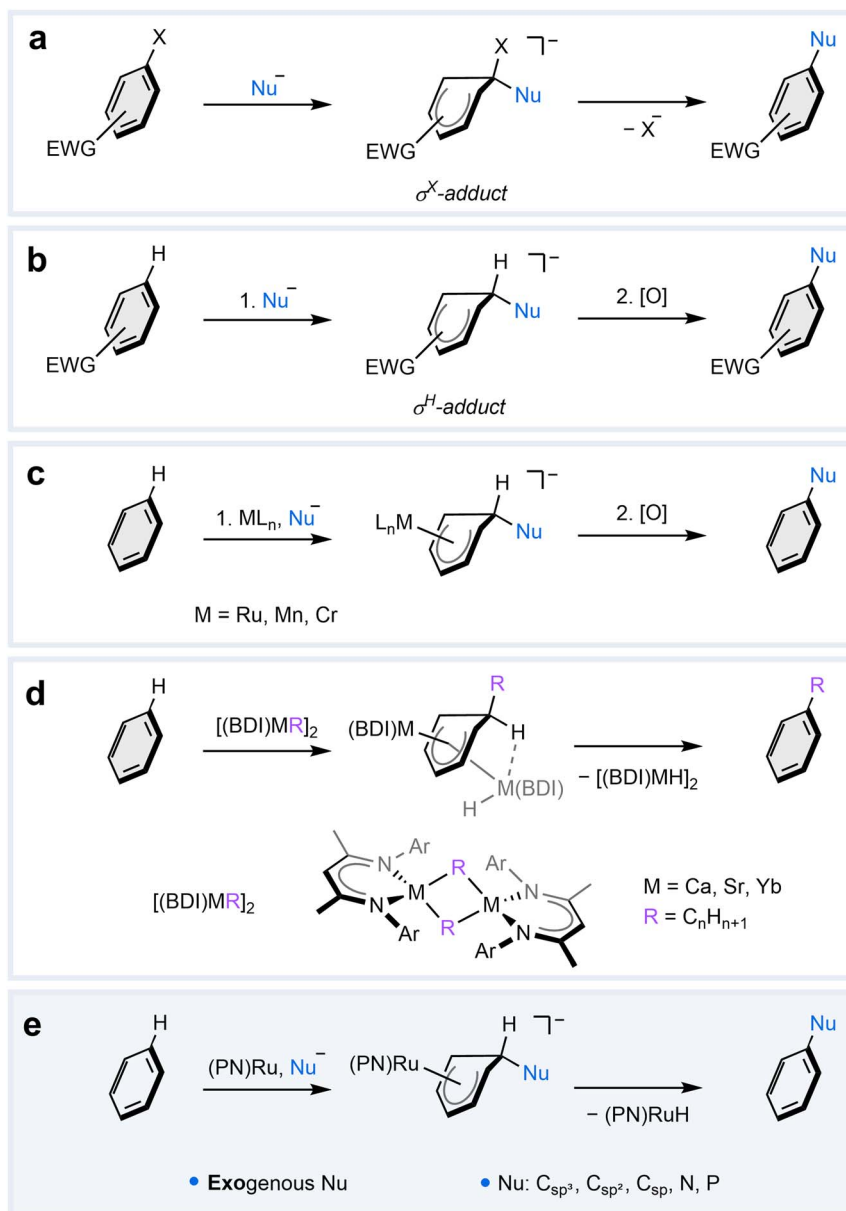 a
X
EWG
Nu⁻
X
Nu
⁻
EWG
σˣ-adduct
– X⁻
Nu
EWG
b
H
EWG
1. Nu⁻
H
Nu
⁻
EWG
σᴴ-adduct
2. [O]
Nu
EWG
c
H
1. MLₙ, Nu⁻
M = Ru, Mn, Cr
LₙM
H
Nu
⁻
2. [O]
Nu
d
H
[(BDI)MR]₂
(BDI)M
R
H
M(BDI)
H
– [(BDI)MH]₂
R
[(BDI)MR]₂
N
Ar
N
Ar
M
R
R
M
Ar
N
N
Ar
M = Ca, Sr, Yb
R = CₙHₙ₊₁
e
H
(PN)Ru, Nu⁻
(PN)Ru
H
Nu
⁻
– (PN)RuH
Nu
• Exogenous Nu
• Nu: Csp³, Csp², Csp, N, P